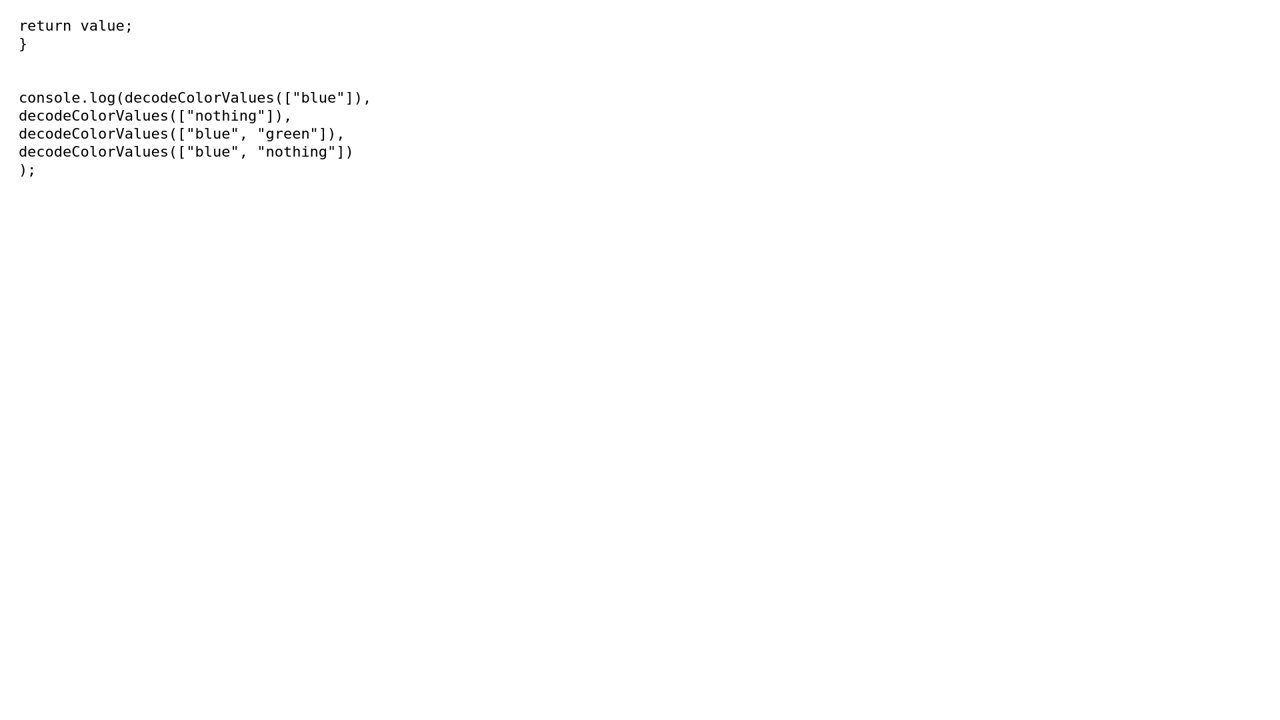 return value;
}
console.log(decodeColorValues(["blue"]),
decodeColorValues(["nothing"]),
decodeColorValues(["blue", "green"]),
decodeColorValues(["blue", "nothing"])
);